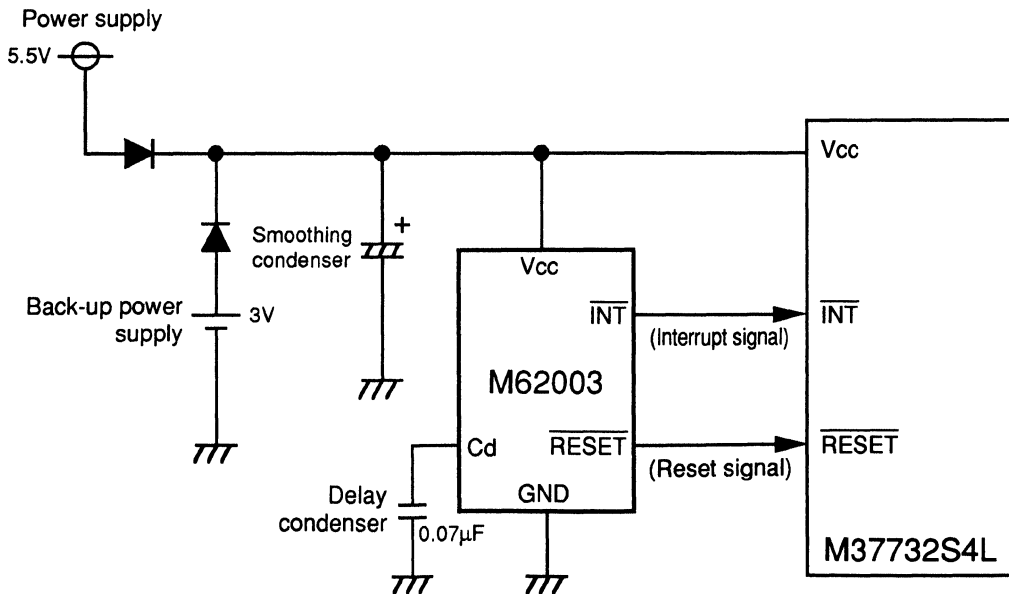 Power supply
5.5V
Vcc
Smoothing
condenser
+
Vcc
Back-up power
supply
3V
INT
INT
(Interrupt signal)
M62003
Cd
RESET
RESET
(Reset signal)
GND
Delay
condenser
0.07µF
M37732S4L